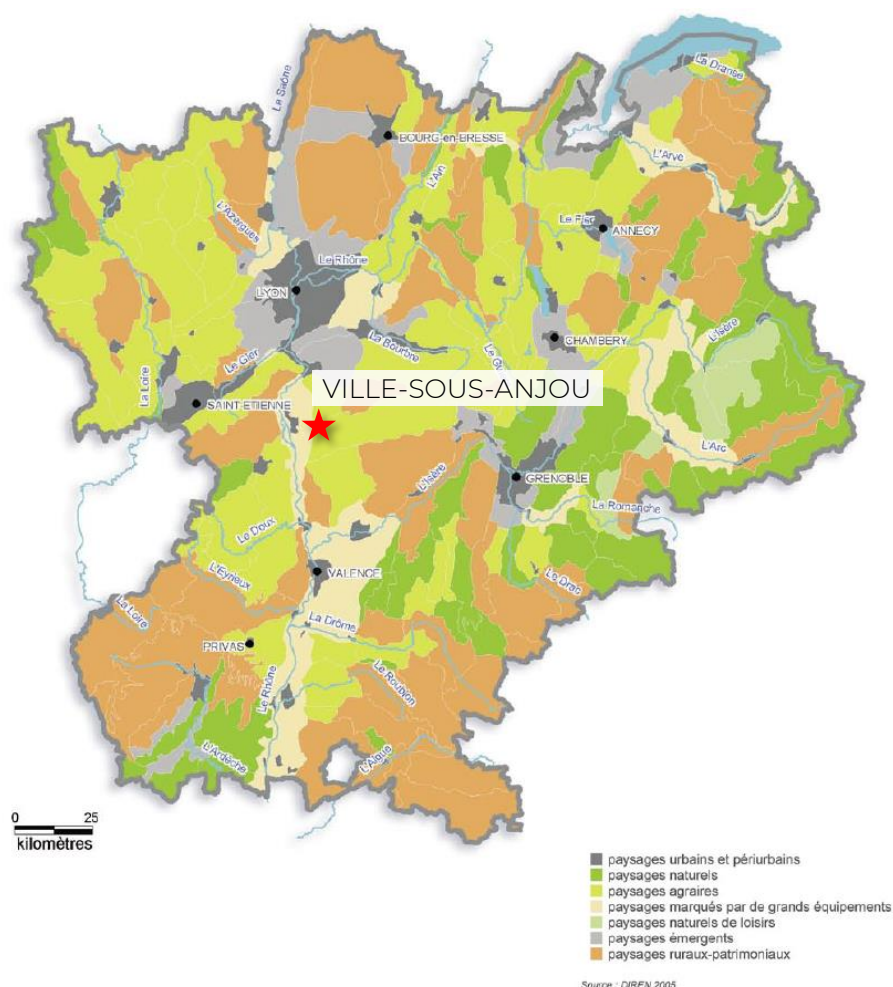 La Saône
La Dranse
BOURG-en-BRESSE
L'Ain
L'Arve
L'Azergues
Le Fier
ANNECY
Le Rhône
LYON
La Bourbre
CHAMBERY
L'Isère
Le Gier
La Loire
VILLE-SOUS-ANJOU
SAINT-ETIENNE
L'Arc
L'Isère
GRENOBLE
La Romanche
Le Doux
L'Eyrieux
VALENCE
Le Drac
La Loire
La Drôme
PRIVAS
Le Rhône
Le Roubion
L'Ardèche
L'Aigue
0 25
kilomètres
paysages urbains et périurbains
paysages naturels
paysages agraires
paysages marqués par de grands équipements
paysages naturels de loisirs
paysages émergents
paysages ruraux-patrimoniaux
Source : DIREN 2005